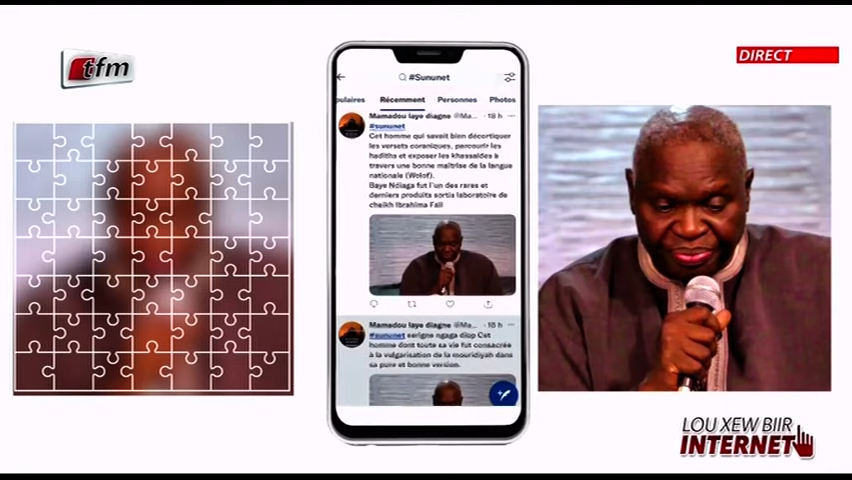 tfm
DIRECT
#Sununet
pulaires Récemment Personnes Photos
Mamadou laye diagne @Ma... · 18 h
#sununet
Cet homme qui savait bien décortiquer
les versets coraniques, parcourir les
hadiths et exposer les khassaides à
travers une bonne maîtrise de la langue
nationale (Wolof).
Baye Ndiaga fut l'un des rares et
derniers produits sortis laboratoire de
cheikh Ibrahima Fall
Mamadou laye diagne @Ma... · 18 h
#sununet serigne ngaga diop Cet
homme dont toute sa vie fut consacrée
à la vulgarisation de la mouridiyah dans
sa pure et bonne version.
LOU XEW BIIR
INTERNET